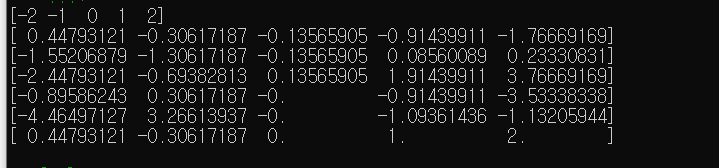 [-2 -1  0  1  2]
[ 0.44793121 -0.30617187 -0.13565905 -0.91439911 -1.76669169]
[-1.55206879 -1.30617187 -0.13565905  0.08560089  0.23330831]
[-2.44793121 -0.69382813  0.13565905  1.91439911  3.76669169]
[-0.89586243  0.30617187 -0.         -0.91439911 -3.53338338]
[-4.46497127  3.26613937 -0.         -1.09361436 -1.13205944]
[ 0.44793121 -0.30617187  0.          1.          2.        ]